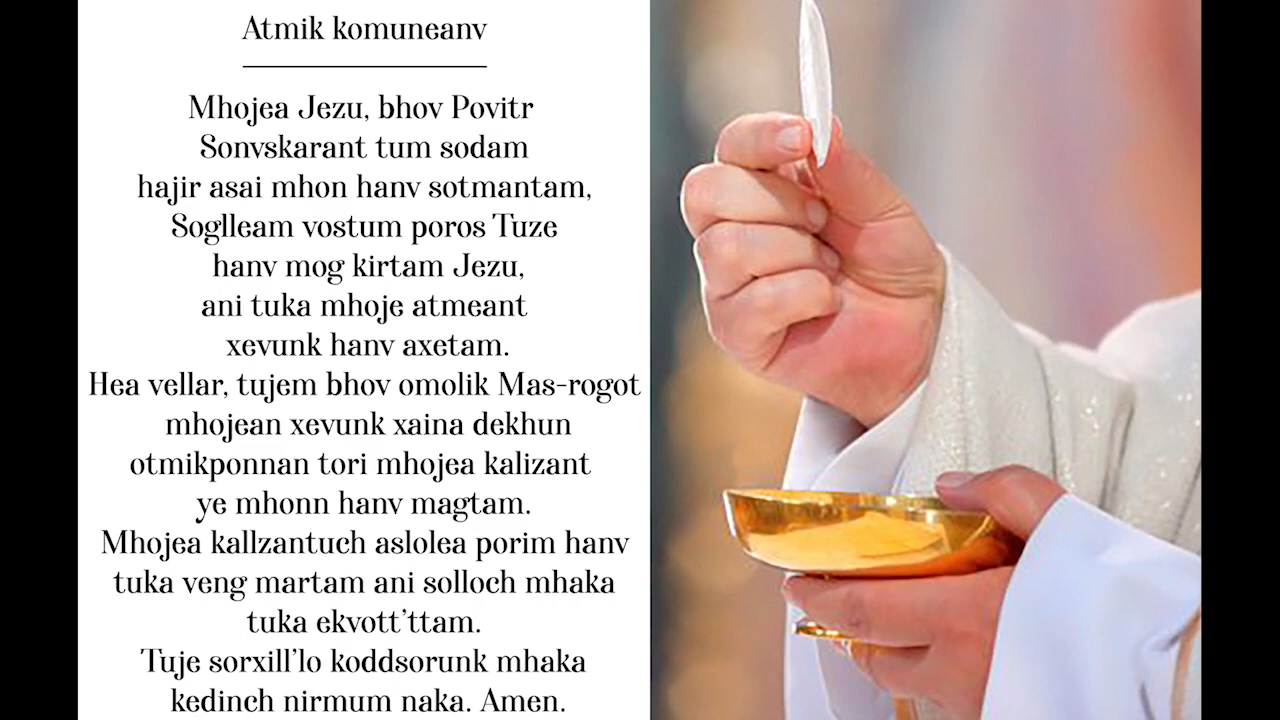 Atmik komuneanv
Mhojea Jezu, bhov Povitr
Sonvskarant tum sodam
hajir asai mhon hanv sotmantam,
Soglleam vostum poros Tuze
hanv mog kirtam Jezu,
ani tuka mhoje atmeant
xevunk hanv axetam.
Hea vellar, tujem bhov omolik Mas-rogot
mhojean xevunk xaina dekhun
otmikponnan tori mhojea kalizant
ye mhonn hanv magtam.
Mhojea kallzantuch aslolea porim hanv
tuka veng martam ani solloch mhaka
tuka ekvott’ttam.
Tuje sorxill’lo koddsorunk mhaka
kedinch nirmum naka. Amen.